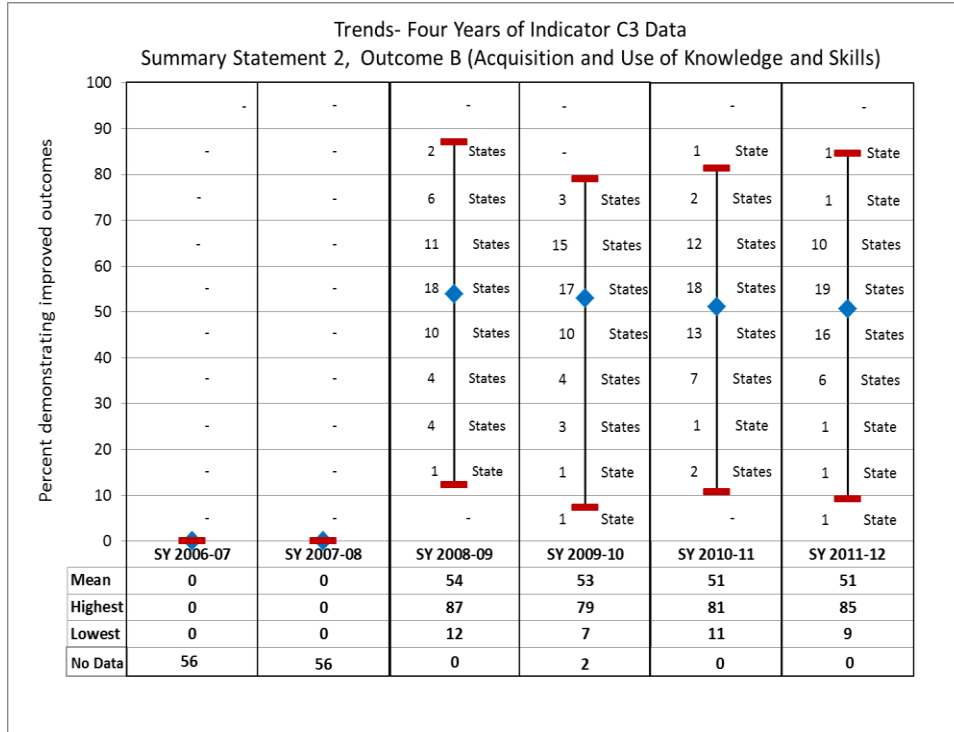 Trends- Four Years of Indicator C3 Data
Summary Statement 2, Outcome B (Acquisition and Use of Knowledge and Skills)
Percent demonstrating improved outcomes
100 - - - - - -
90
- - 2 States - 1 State 1 State
80
- - 6 States 3 States 2 States 1 State
70
- - 11 States 15 States 12 States 10 States
60
- - 18 States 17 States 18 States 19 States
50
- - 10 States 10 States 13 States 16 States
40
- - 4 States 4 States 7 States 6 States
30
- - 4 States 3 States 1 State 1 State
20
- - 1 State 1 State 2 States 1 State
10
- - - 1 State - 1 State
0
SY 2006-07 SY 2007-08 SY 2008-09 SY 2009-10 SY 2010-11 SY 2011-12
Mean 0 0 54 53 51 51
Highest 0 0 87 79 81 85
Lowest 0 0 12 7 11 9
No Data 56 56 0 2 0 0